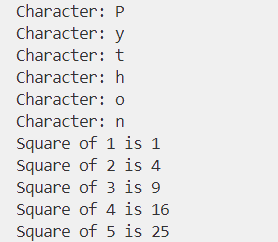 Character: P
Character: y
Character: t
Character: h
Character: o
Character: n
Square of 1 is 1
Square of 2 is 4
Square of 3 is 9
Square of 4 is 16
Square of 5 is 25